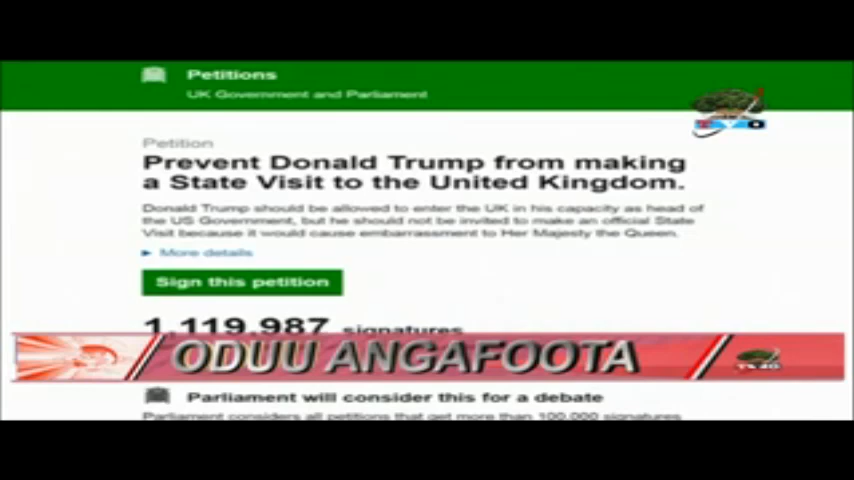 Petitions
UK Government and Parliament
TVO
Petition
Prevent Donald Trump from making
a State Visit to the United Kingdom.
Donald Trump should be allowed to enter the UK in his capacity as head of
the US Government, but he should not be invited to make an official State
Visit because it would cause embarrassment to Her Majesty the Queen.
More details
Sign this petition
1,119,987 signatures
ODUU ANGAFOOTA
Parliament will consider this for a debate
Parliament considers all petitions that get more than 100,000 signatures